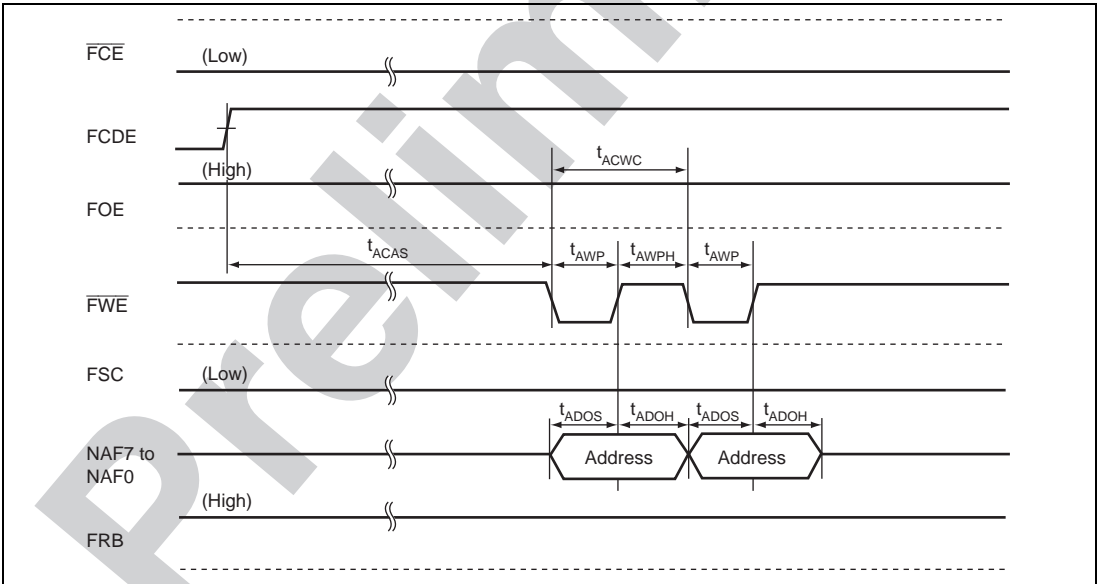 FCE (Low)
FCDE
(High)
FOE
tACWC
tACAS tAWP tAWPH tAWP
FWE
FSC (Low)
tADOS tADOH tADOS tADOH
NAF7 to
NAF0
Address Address
(High)
FRB
Prelim